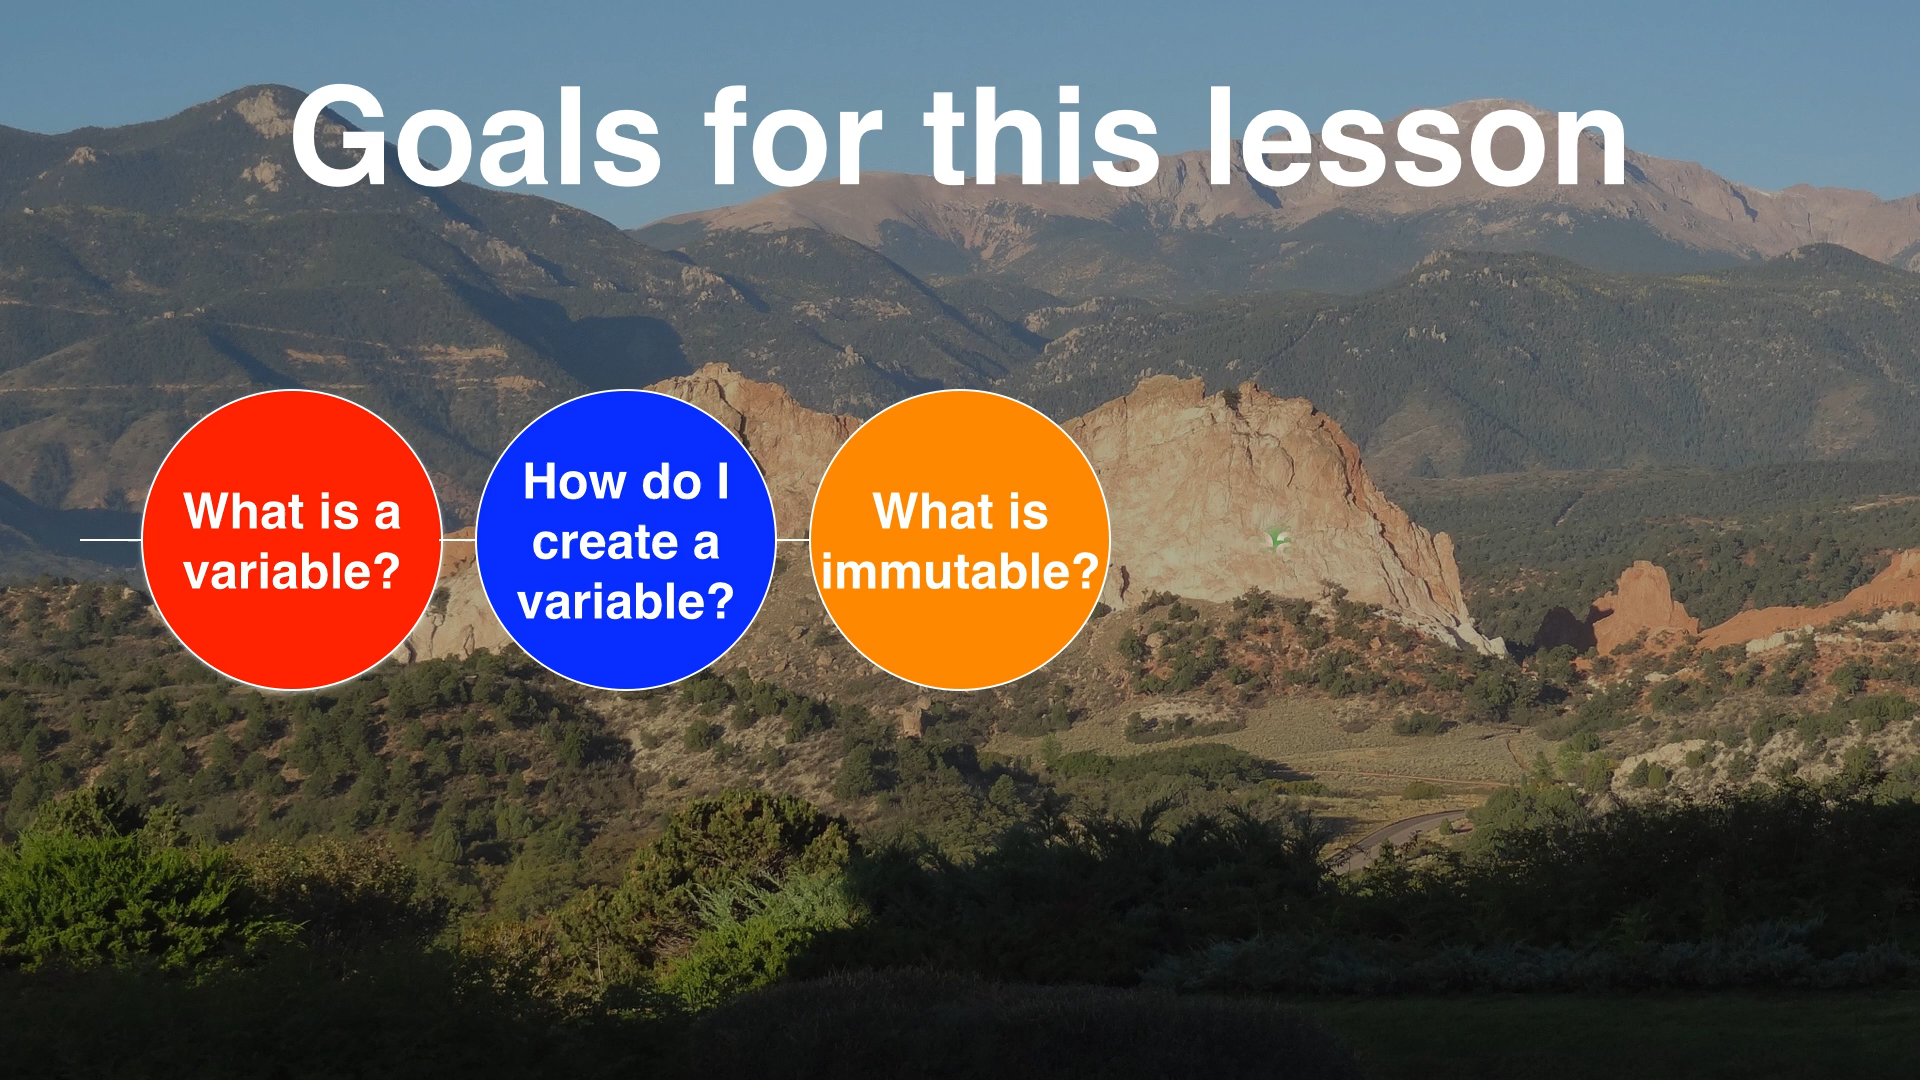 Goals for this lesson
What is a
variable?
How do I
create a
variable?
What is
immutable?